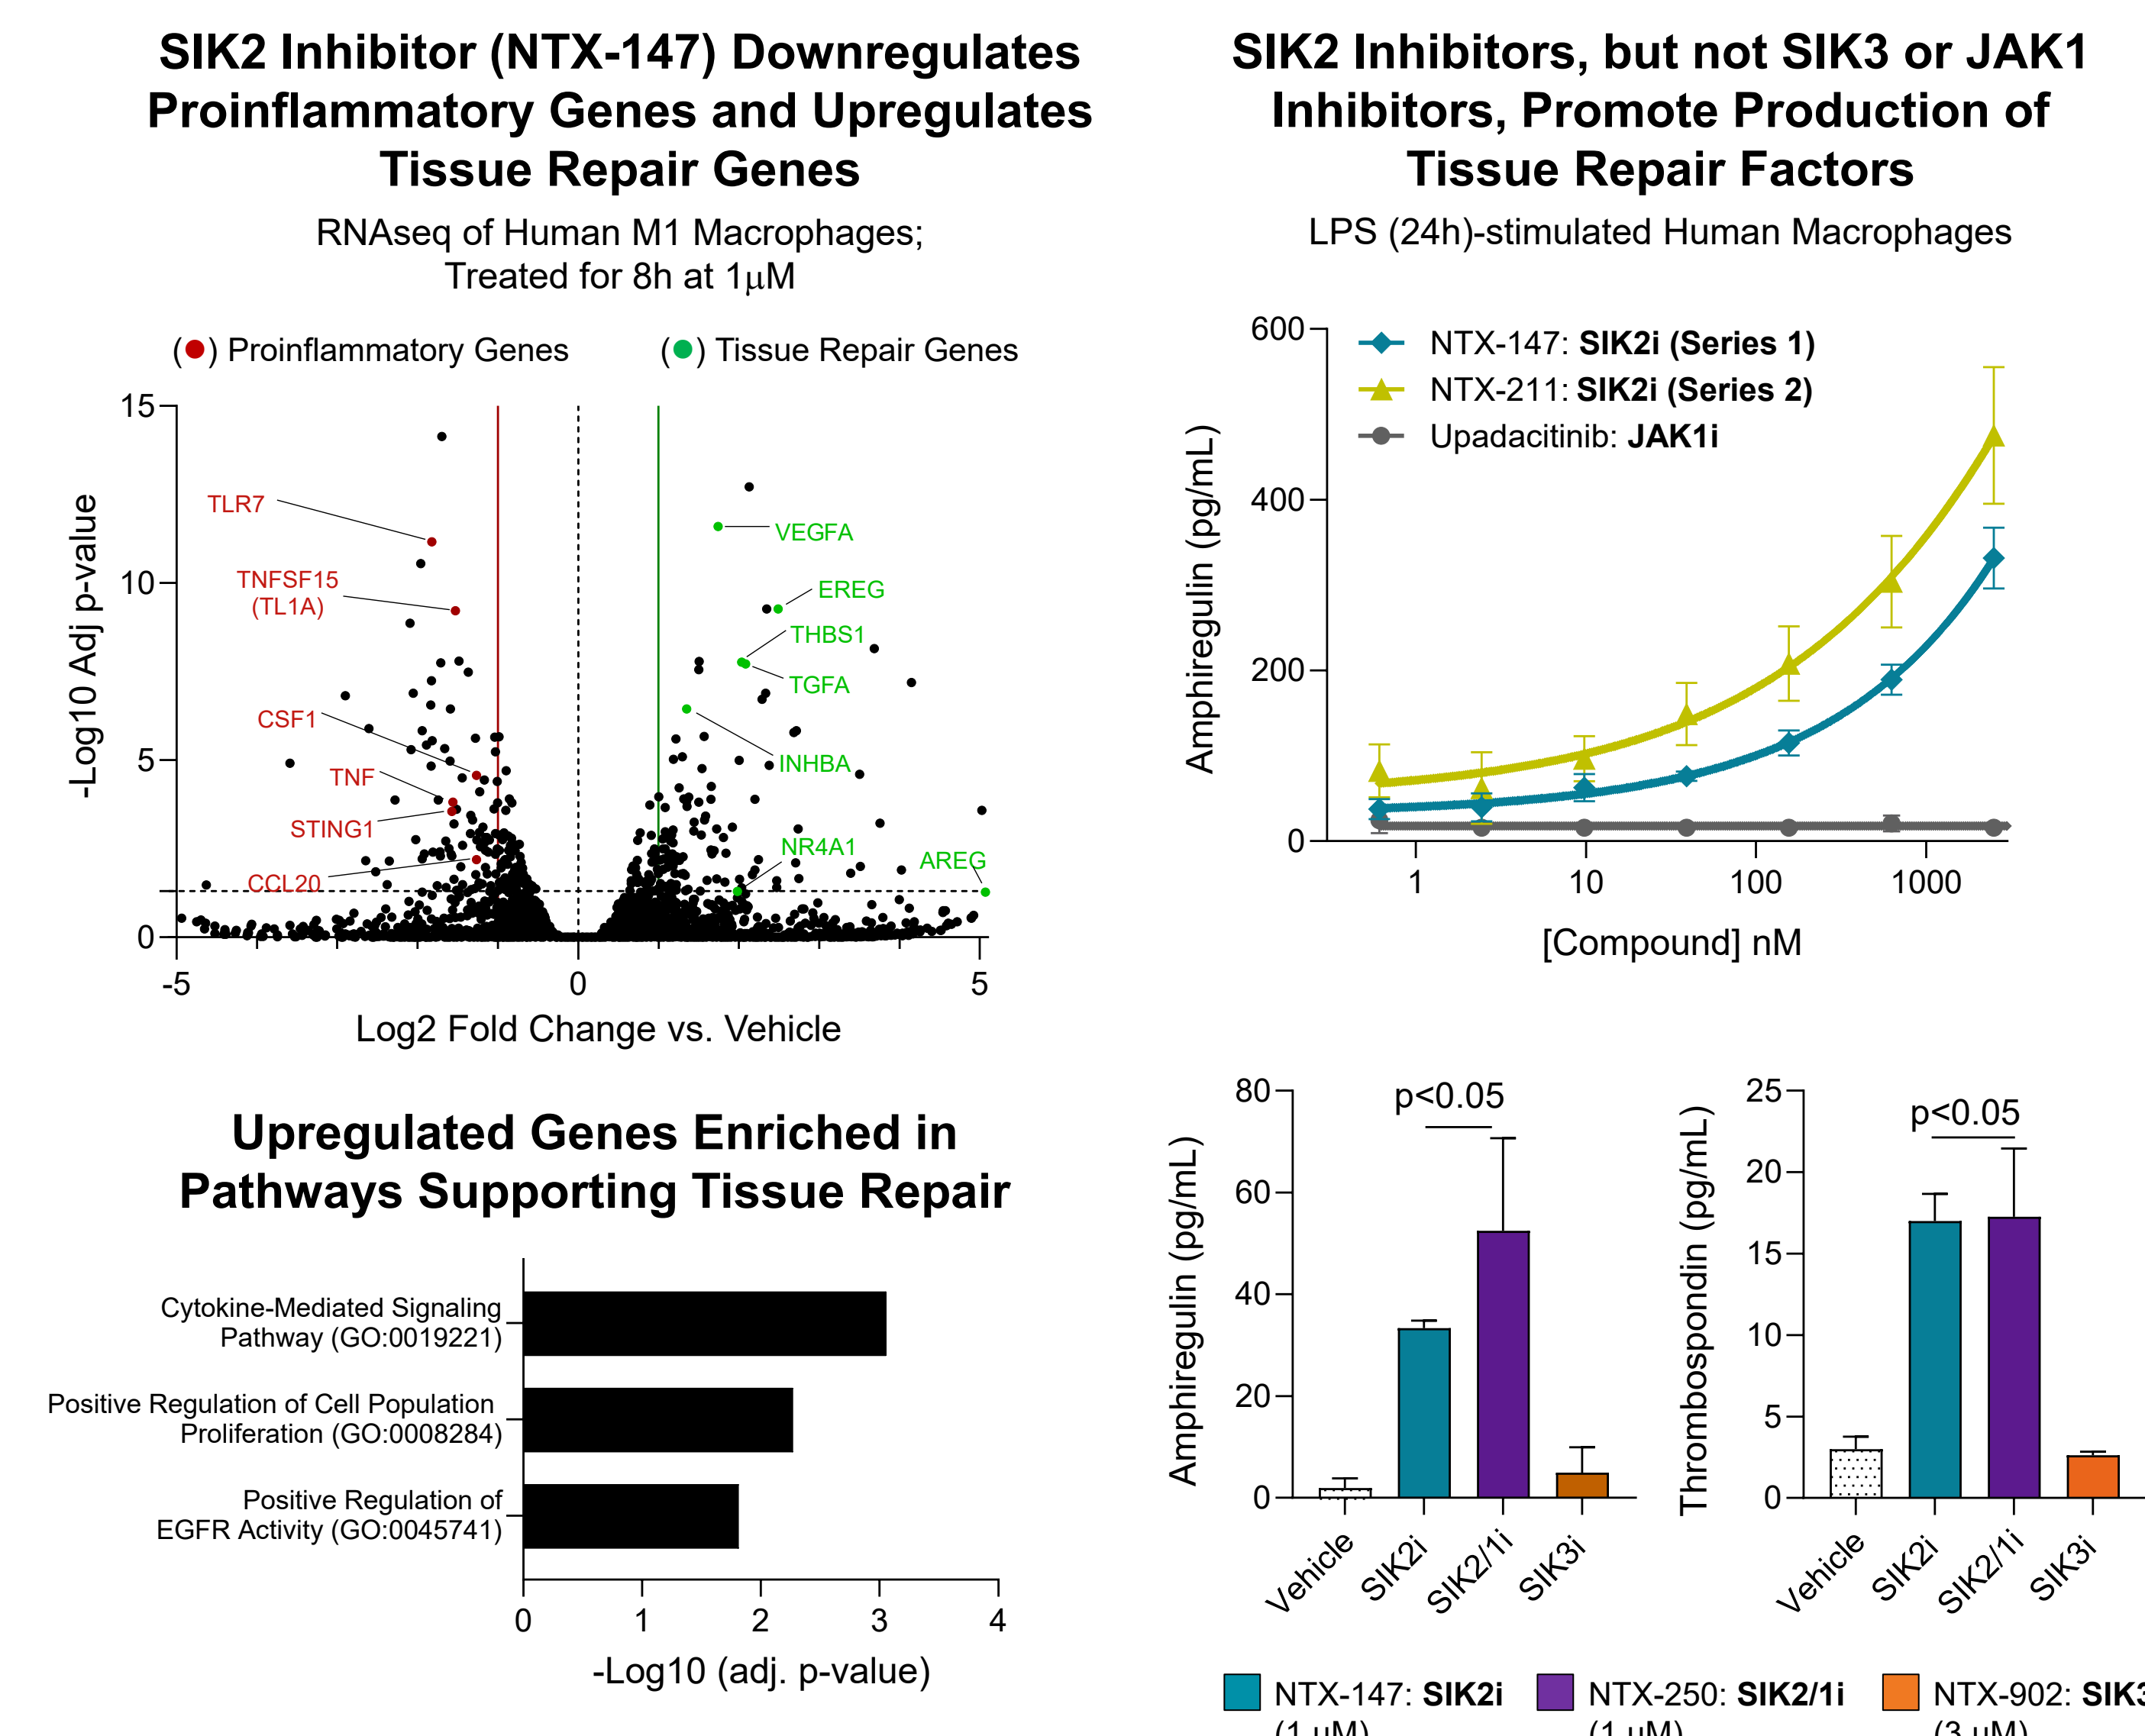 SIK2 Inhibitor (NTX-147) Downregulates
Proinflammatory Genes and Upregulates
Tissue Repair Genes
RNAseq of Human M1 Macrophages;
Treated for 8h at 1μM
(●) Proinflammatory Genes
(●) Tissue Repair Genes
-Log10 Adj p-value
15
10
5
0
TLR7
TNFSF15
(TL1A)
CSF1
TNF
STING1
CCL20
VEGFA
EREG
THBS1
TGFA
INHBA
NR4A1
AREG
-5
0
5
Log2 Fold Change vs. Vehicle
Upregulated Genes Enriched in
Pathways Supporting Tissue Repair
Cytokine-Mediated Signaling
Pathway (GO:0019221)
Positive Regulation of Cell Population
Proliferation (GO:0008284)
Positive Regulation of
EGFR Activity (GO:0045741)
0
1
2
3
4
-Log10 (adj. p-value)
SIK2 Inhibitors, but not SIK3 or JAK1
Inhibitors, Promote Production of
Tissue Repair Factors
LPS (24h)-stimulated Human Macrophages
Amphiregulin (pg/mL)
600
400
200
0
NTX-147: SIK2i (Series 1)
NTX-211: SIK2i (Series 2)
Upadacitinib: JAK1i
1
10
100
1000
[Compound] nM
Amphiregulin (pg/mL)
80
60
40
20
0
p<0.05
Vehicle
SIK2i
SIK2/1i
SIK3i
Thrombospondin (pg/mL)
25
20
15
10
5
0
p<0.05
Vehicle
SIK2i
SIK2/1i
SIK3i
NTX-147: SIK2i
(1 μM)
NTX-250: SIK2/1i
(1 μM)
NTX-902: SIK3
(3 μM)